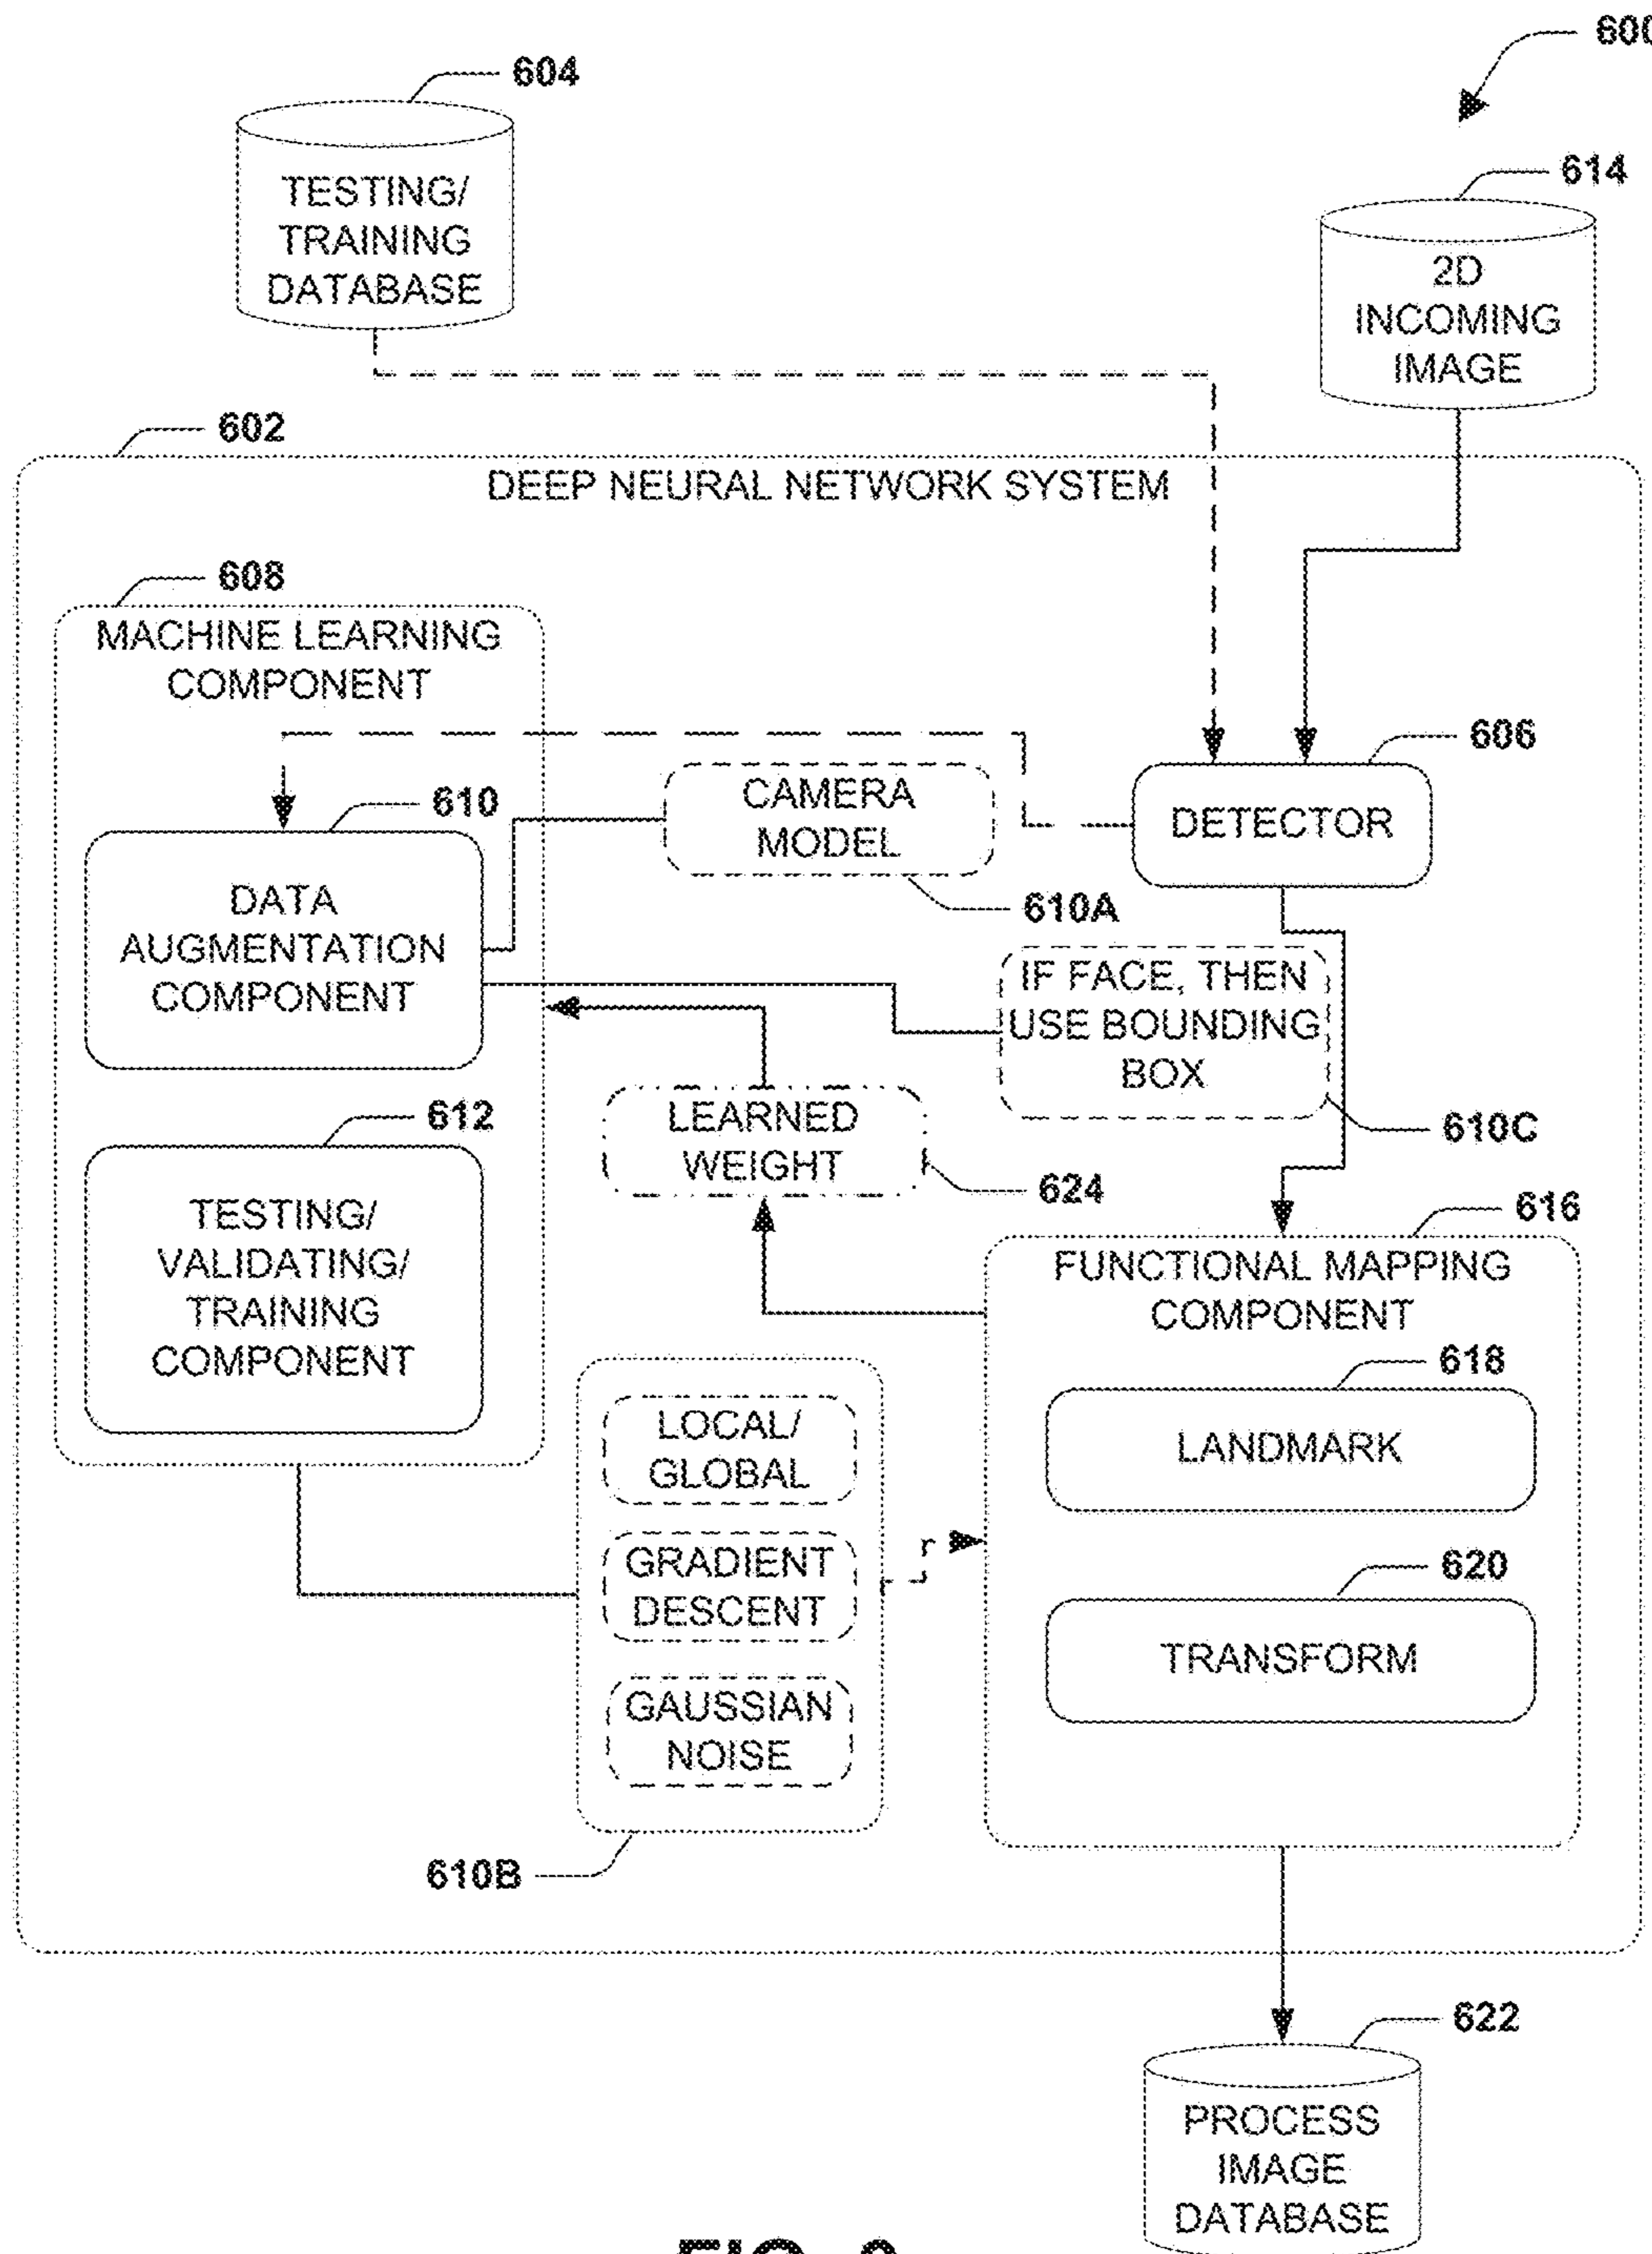 600
604
TESTING/
TRAINING
DATABASE
614
2D
INCOMING
IMAGE
602
DEEP NEURAL NETWORK SYSTEM
608
MACHINE LEARNING
COMPONENT
606
DETECTOR
CAMERA
MODEL
610A
610
DATA
AUGMENTATION
COMPONENT
IF FACE, THEN
USE BOUNDING
BOX
610C
LEARNED
WEIGHT
624
612
TESTING/
VALIDATING/
TRAINING
COMPONENT
616
FUNCTIONAL MAPPING
COMPONENT
618
LANDMARK
620
TRANSFORM
LOCAL/
GLOBAL
GRADIENT
DESCENT
GAUSSIAN
NOISE
610B
622
PROCESS
IMAGE
DATABASE
FIG.